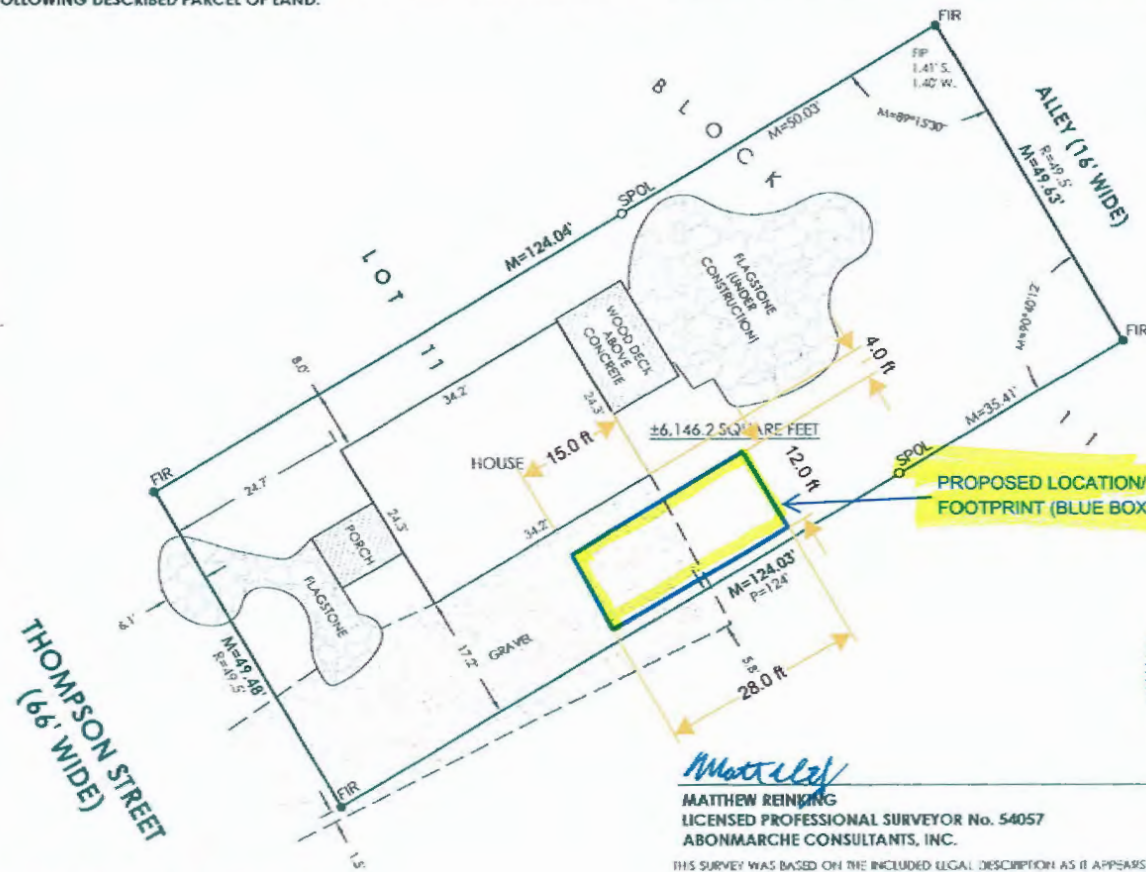 OLLOWING DESCRIBED PARCEL OF LAND:
FIR
FIP
1.41' S.
1.40' W.
BLOCK
M=50.03'
M=89°15'30"
ALLEY (16' WIDE)
R=49.5'
M=49.63'
SPOL
M=124.04'
LOT 11
FLAGSTONE
(UNDER
CONSTRUCTION)
WOOD DECK
ABOVE
CONCRETE
8.0'
34.2'
24.3'
4.0 ft
M=90°40'12"
FIR
M=35.41'
11
±6,146.2 SQUARE FEET
HOUSE
15.0 ft
12.0 ft
SPOL
PROPOSED LOCATION/
FOOTPRINT (BLUE BOX
FIR
24.7'
24.3'
34.2'
PORCH
FLAGSTONE
6.1'
M=124.03'
P=124'
GRAVEL
17.2'
5.8'
28.0 ft
M=49.48'
R=49.5'
THOMPSON STREET
(66' WIDE)
FIR
1.5'
MATTHEW REINKING
LICENSED PROFESSIONAL SURVEYOR No. 54057
ABONMARCHE CONSULTANTS, INC.
THIS SURVEY WAS BASED ON THE INCLUDED LEGAL DESCRIPTION AS IT APPEARS